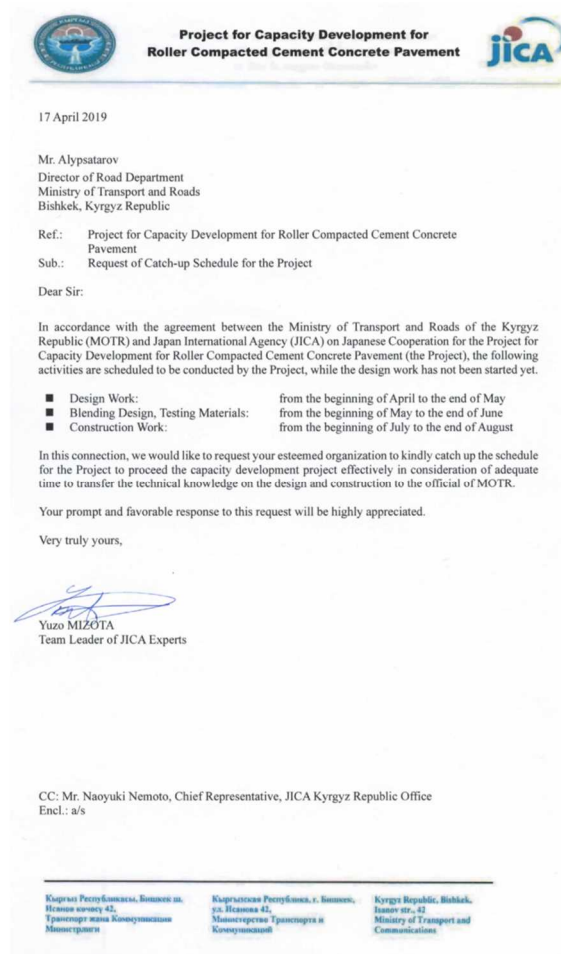 Project for Capacity Development for
Roller Compacted Cement Concrete Pavement
jica
17 April 2019
Mr. Alypsatarov
Director of Road Department
Ministry of Transport and Roads
Bishkek, Kyrgyz Republic
Ref.: Project for Capacity Development for Roller Compacted Cement Concrete
Pavement
Sub.: Request of Catch-up Schedule for the Project
Dear Sir:
In accordance with the agreement between the Ministry of Transport and Roads of the Kyrgyz
Republic (MOTR) and Japan International Agency (JICA) on Japanese Cooperation for the Project for
Capacity Development for Roller Compacted Cement Concrete Pavement (the Project), the following
activities are scheduled to be conducted by the Project, while the design work has not been started yet.
■ Design Work: from the beginning of April to the end of May
■ Blending Design, Testing Materials: from the beginning of May to the end of June
■ Construction Work: from the beginning of July to the end of August
In this connection, we would like to request your esteemed organization to kindly catch up the schedule
for the Project to proceed the capacity development project effectively in consideration of adequate
time to transfer the technical knowledge on the design and construction to the official of MOTR.
Your prompt and favorable response to this request will be highly appreciated.
Very truly yours,
Yuzo MIZOTA
Team Leader of JICA Experts
CC: Mr. Naoyuki Nemoto, Chief Representative, JICA Kyrgyz Republic Office
Encl.: a/s
Кыргыз Республикасы, Бишкек ш.
Исанов көчөсү 42,
Транспорт жана Коммуникация
Министрлиги
Кыргызская Республика, г. Бишкек,
ул. Исанова 42,
Министерство Транспорта и
Коммуникаций
Kyrgyz Republic, Bishkek,
Isanov str., 42
Ministry of Transport and
Communications